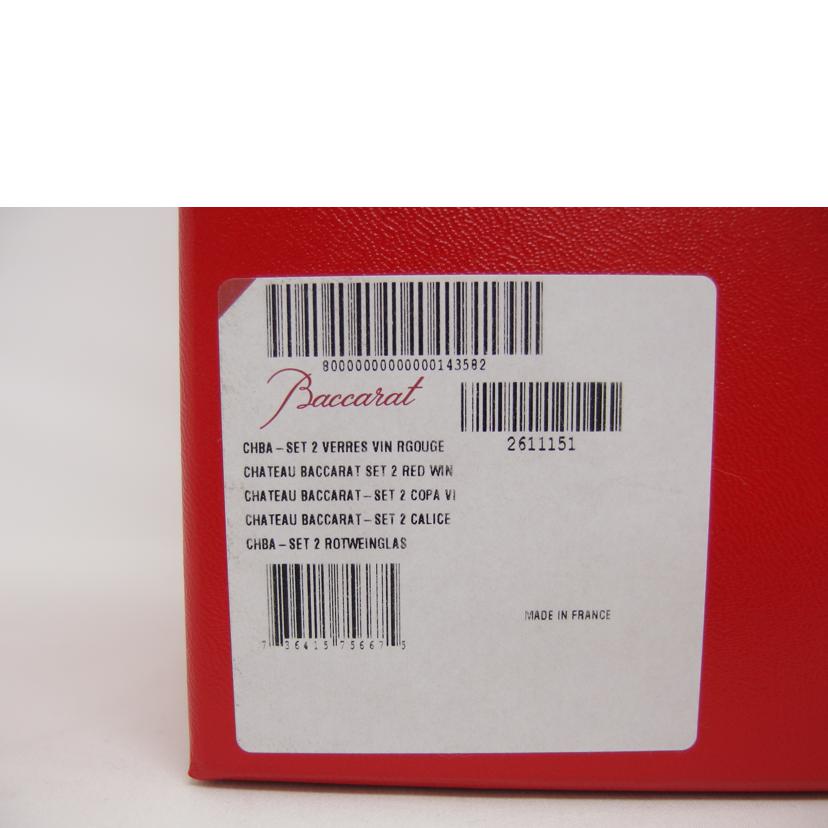 80000000000000143582
Baccarat
2611151
CHBA-SET 2 VERRES VIN RGOUGE
CHATEAU BACCARAT SET 2 RED WIN
CHATEAU BACCARAT-SET 2 COPA VI
CHATEAU BACCARAT-SET 2 CALICE
CHBA-SET 2 ROTWEINGLAS
MADE IN FRANCE
7 36415 75667 5